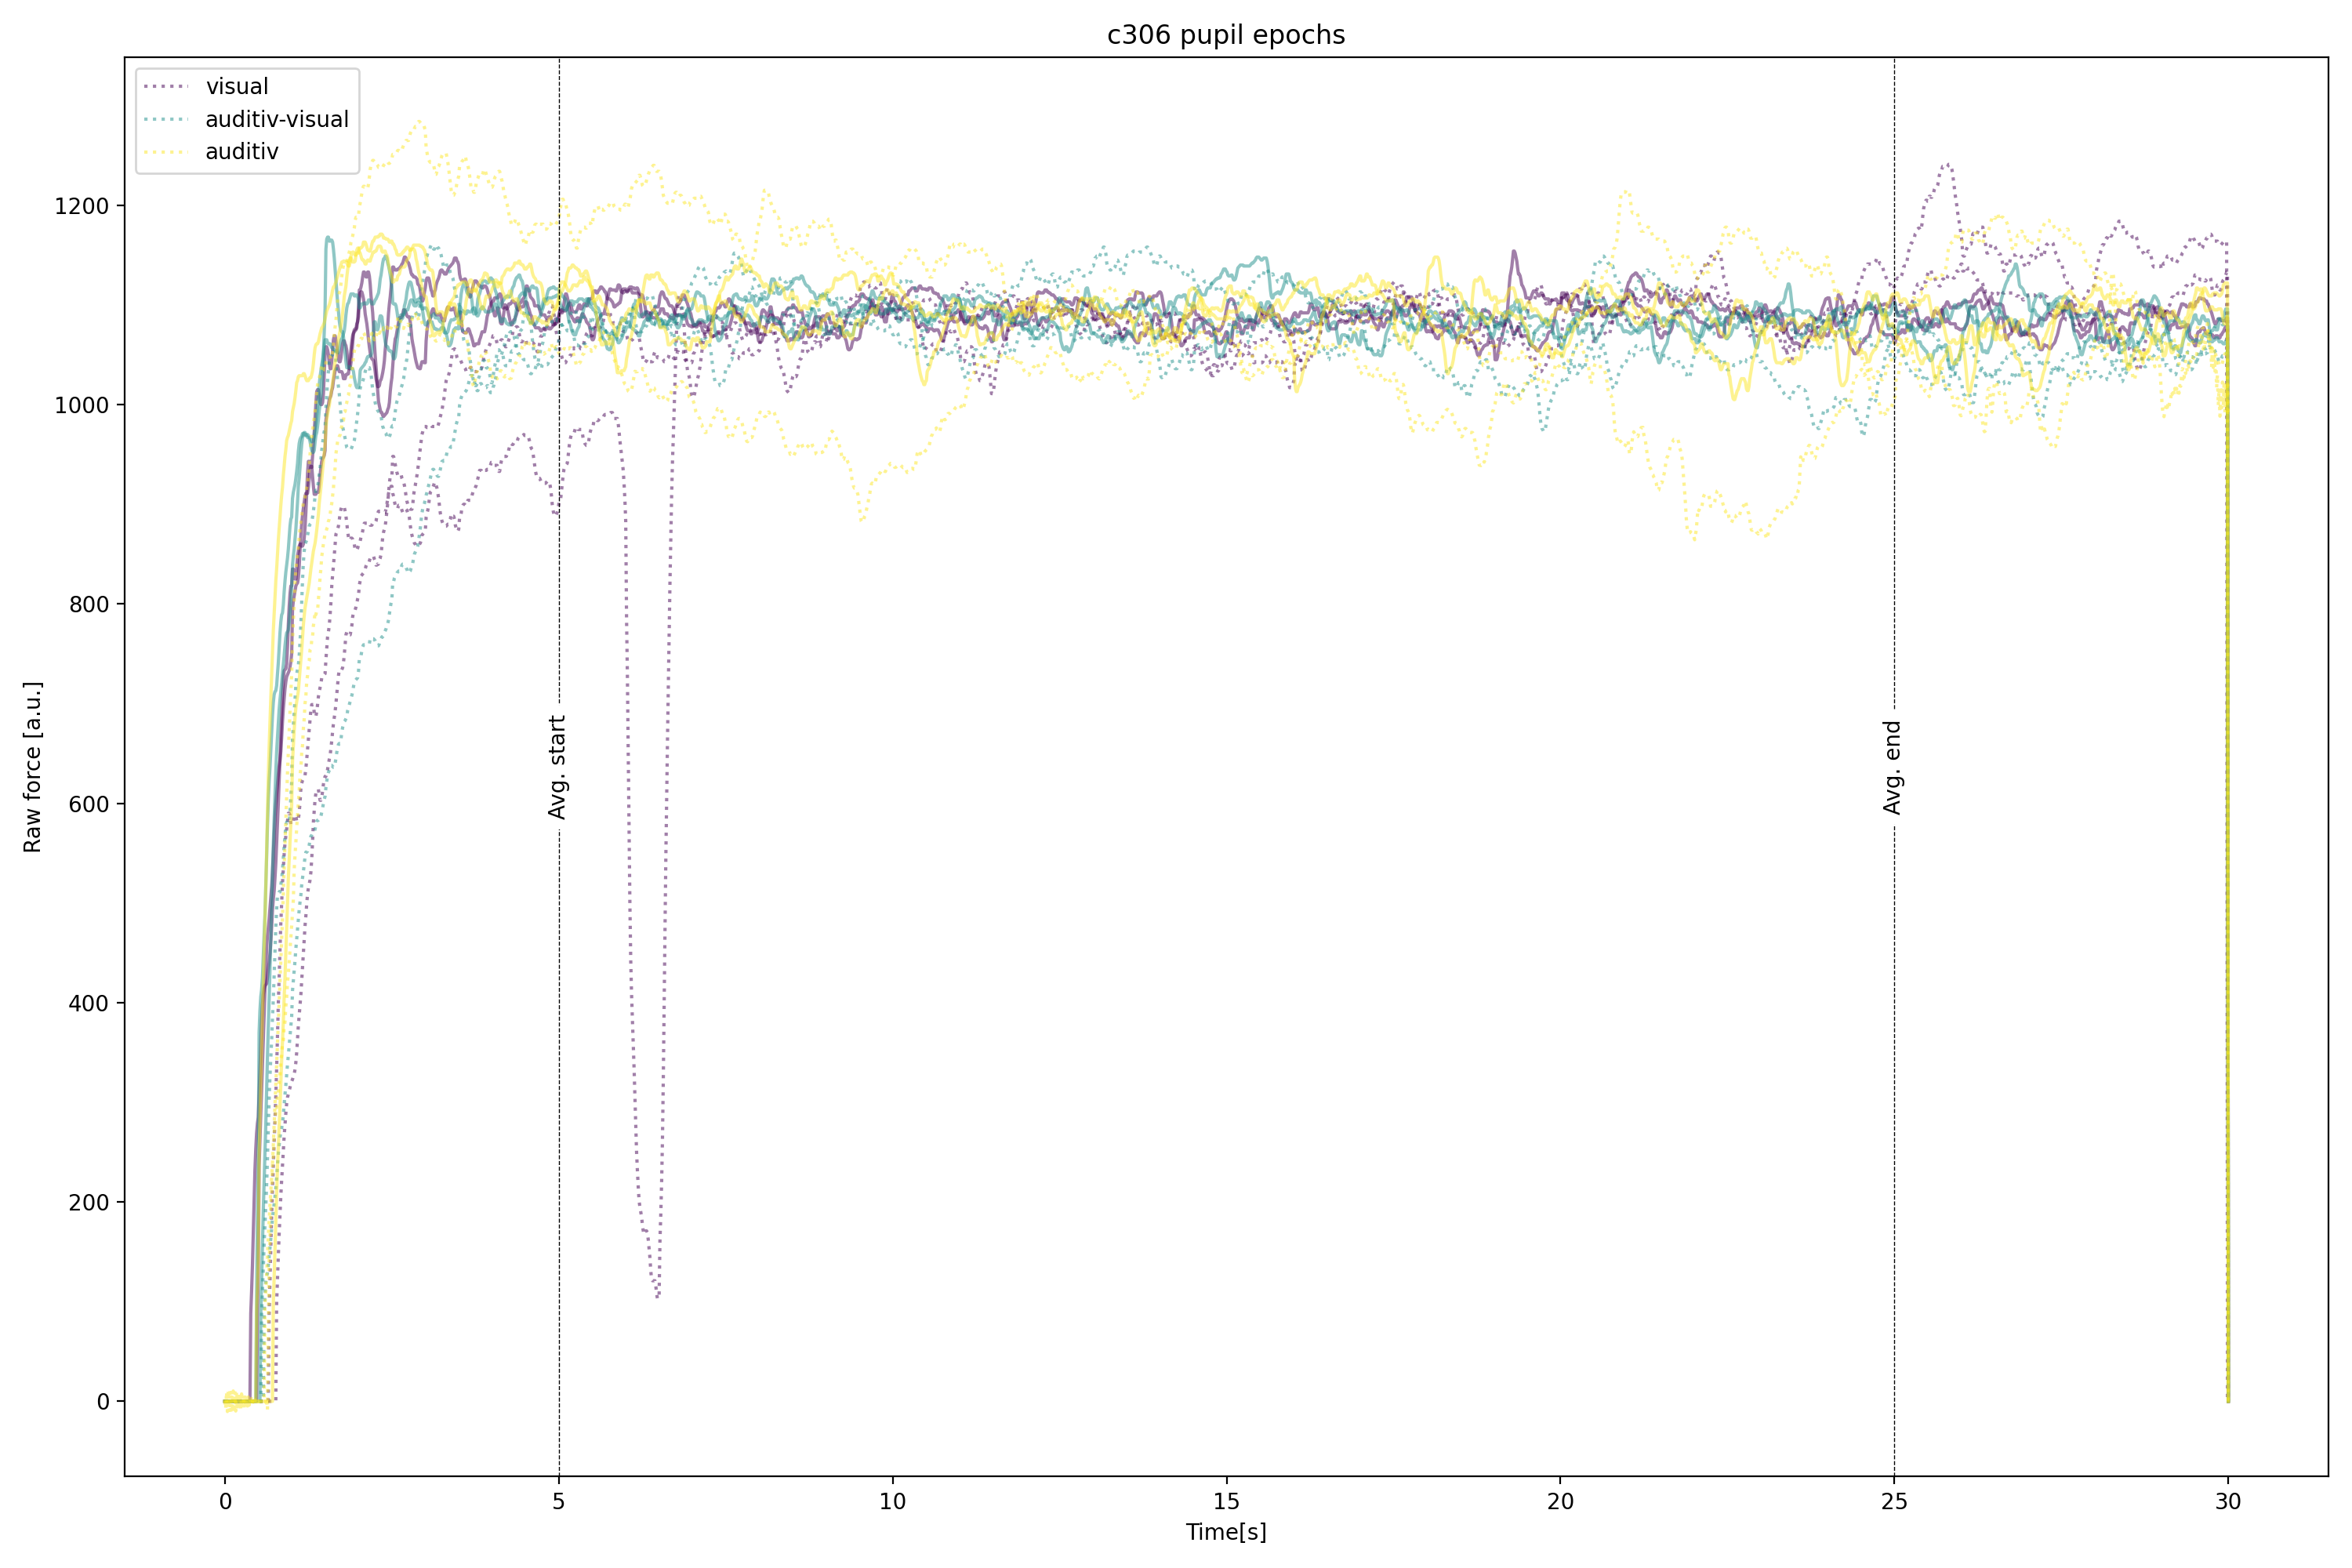 c306 pupil epochs
visual
auditiv-visual
auditiv
1200
1000
800
600
400
200
0
Raw force [a.u.]
Avg. start
Avg. end
0 5 10 15 20 25 30
Time[s]